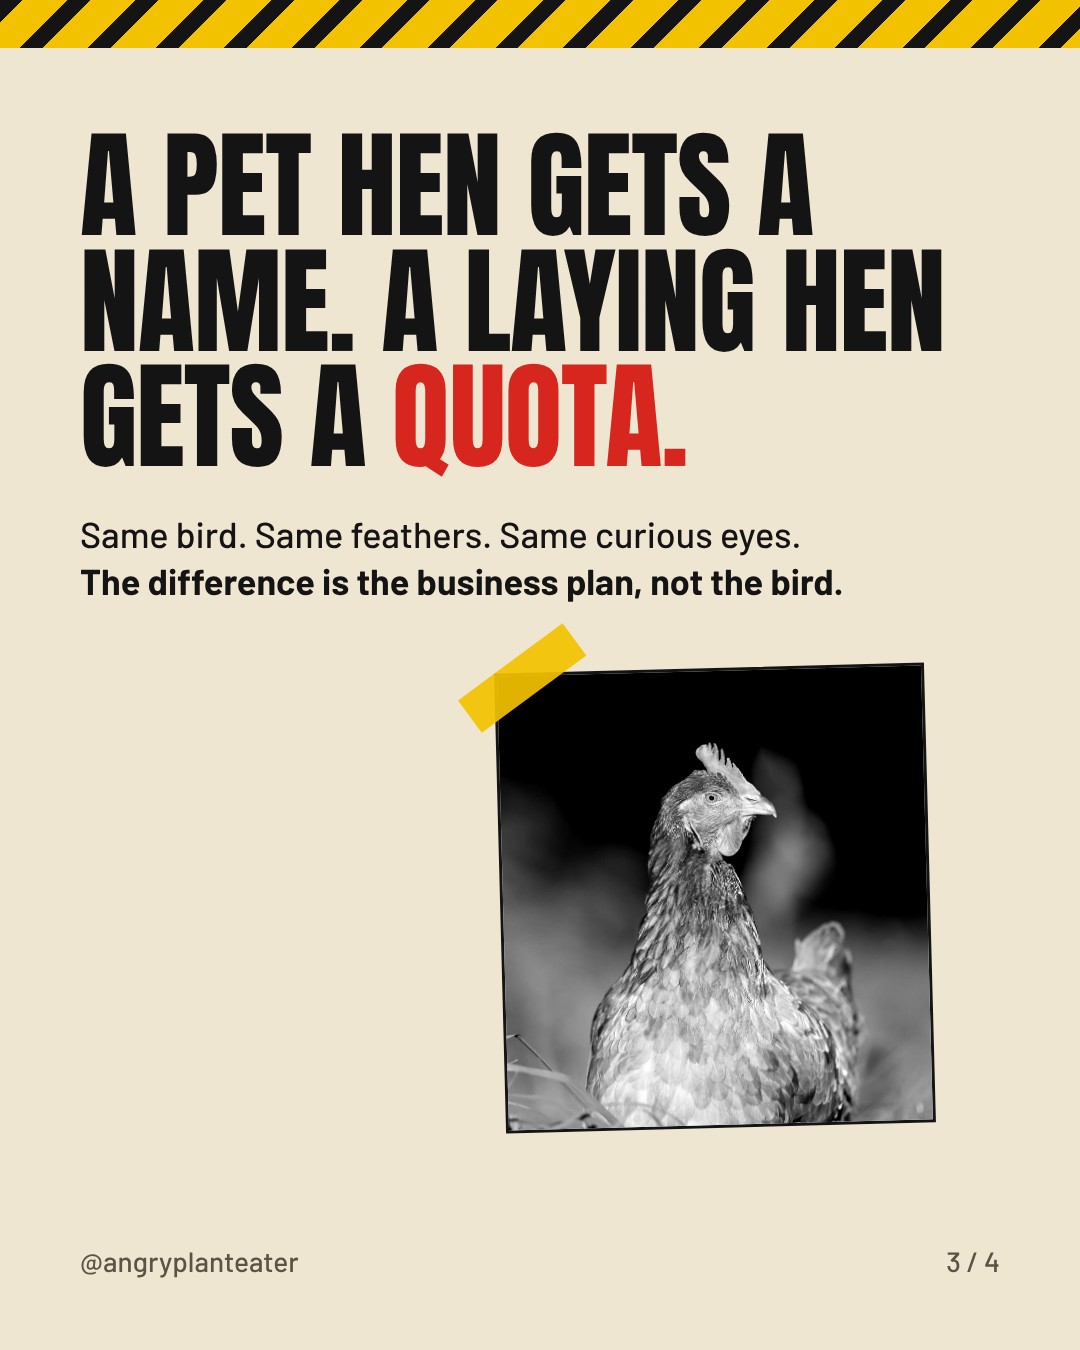 A PET HEN GETS A
NAME. A LAYING HEN
GETS A QUOTA.
Same bird. Same feathers. Same curious eyes.
The difference is the business plan, not the bird.
@angryplanteater
3 / 4